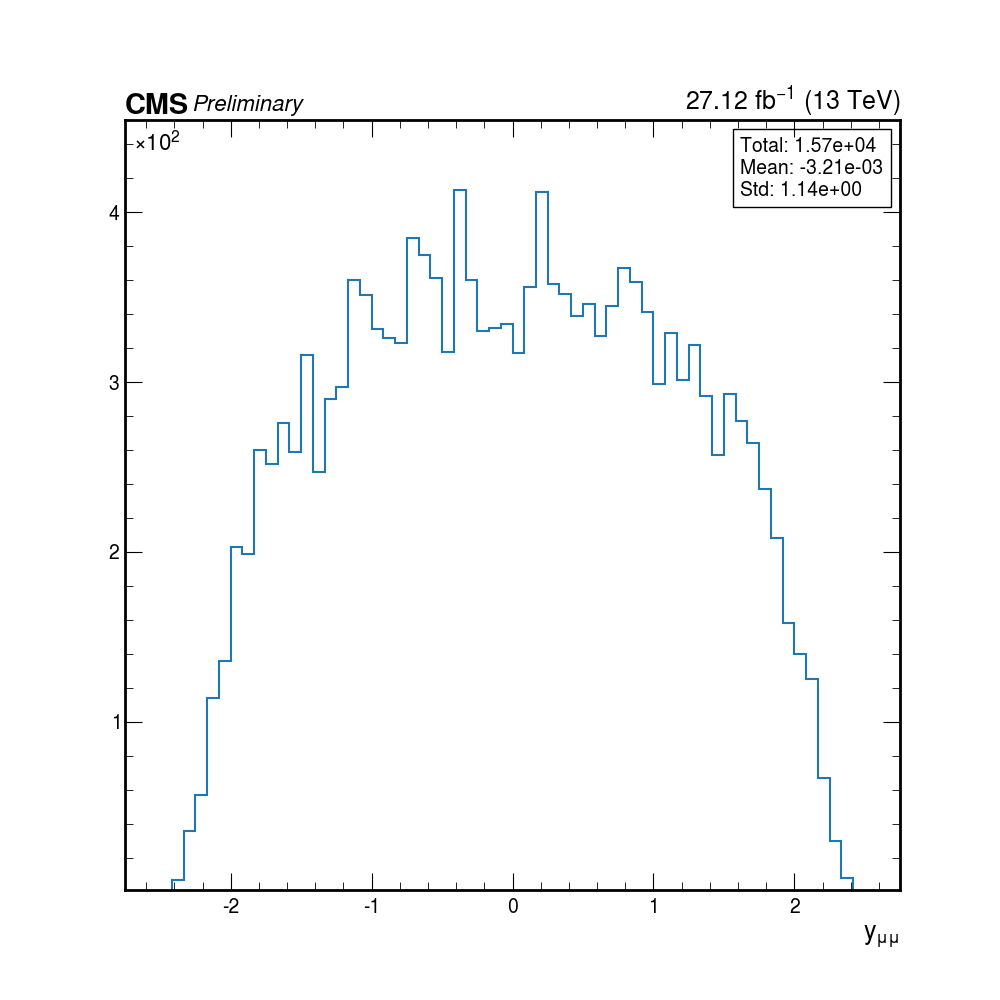 CMS Preliminary
27.12 fb⁻¹ (13 TeV)
×10²
Total: 1.57e+04
Mean: -3.21e-03
Std: 1.14e+00
4
3
2
1
-2 -1 0 1 2
y_μμ